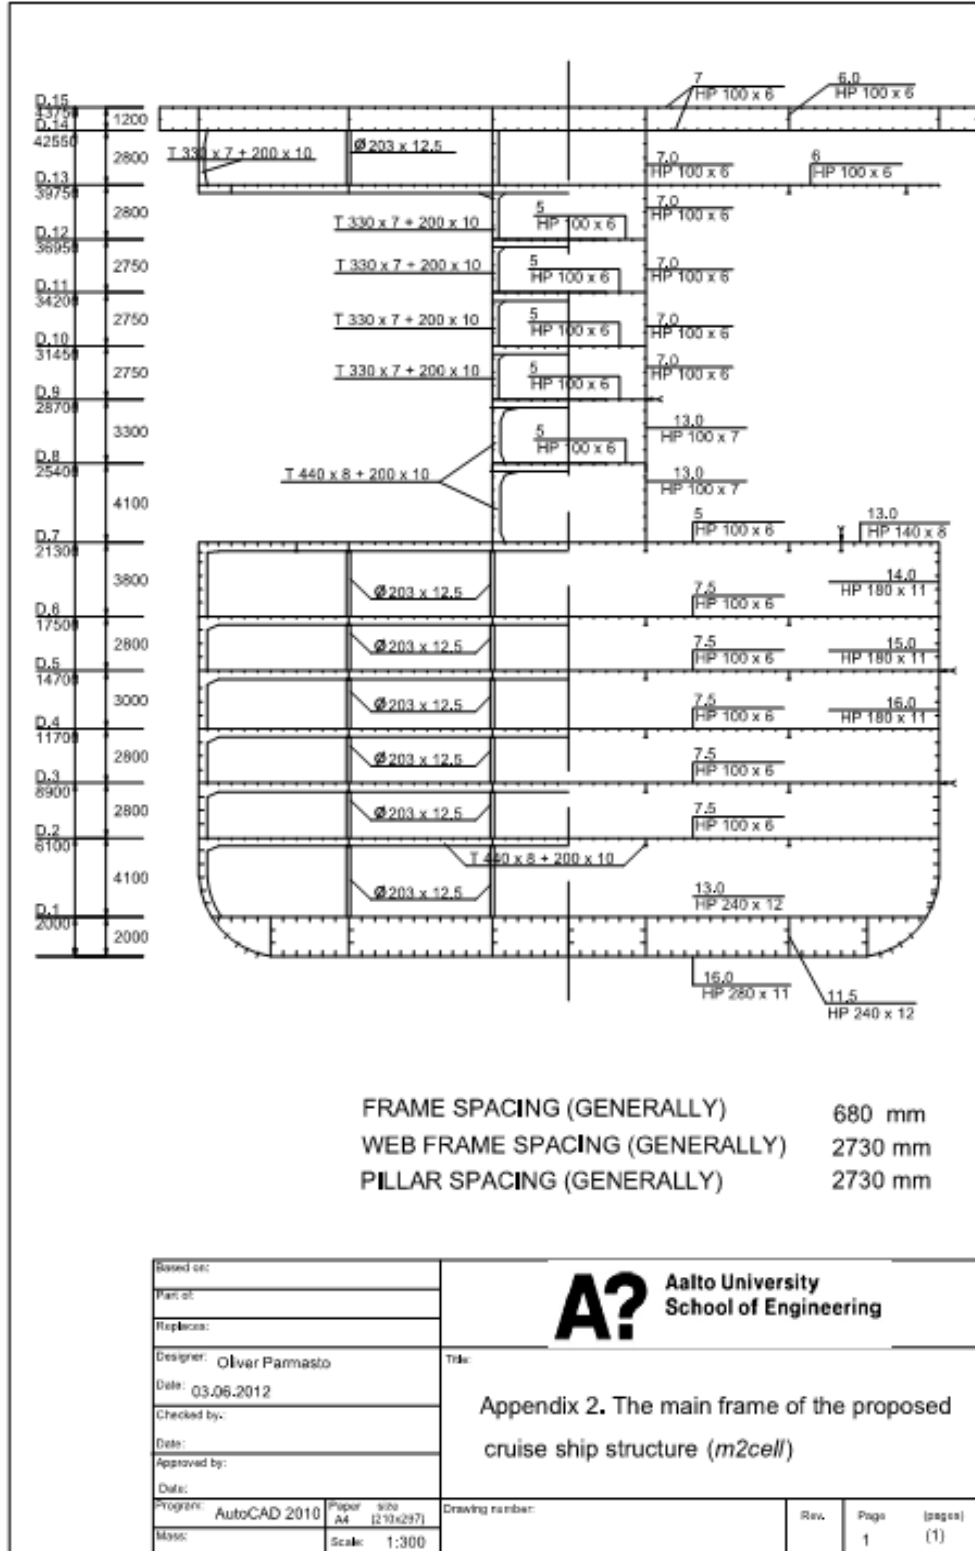 7
HP 100 x 6
6.0
HP 100 x 6
D.15
43750
1200
D.14
42550
T 330 x 7 + 200 x 10
Ø 203 x 12.5
2800
7.0
HP 100 x 6
6
HP 100 x 6
D.13
39750
2800
T 330 x 7 + 200 x 10
5
HP 100 x 6
7.0
HP 100 x 6
D.12
36950
2750
T 330 x 7 + 200 x 10
5
HP 100 x 6
7.0
HP 100 x 6
D.11
34200
2750
T 330 x 7 + 200 x 10
5
HP 100 x 6
7.0
HP 100 x 6
D.10
31450
2750
T 330 x 7 + 200 x 10
5
HP 100 x 6
7.0
HP 100 x 6
D.9
28700
3300
5
HP 100 x 6
13.0
HP 100 x 7
D.8
25400
T 440 x 8 + 200 x 10
13.0
HP 100 x 7
4100
5
HP 100 x 6
13.0
HP 140 x 8
D.7
21300
3800
Ø 203 x 12.5
7.5
HP 100 x 6
14.0
HP 180 x 11
D.6
17500
2800
Ø 203 x 12.5
7.5
HP 100 x 6
15.0
HP 180 x 11
D.5
14700
3000
Ø 203 x 12.5
7.5
HP 100 x 6
16.0
HP 180 x 11
D.4
11700
2800
Ø 203 x 12.5
7.5
HP 100 x 6
D.3
8900
2800
Ø 203 x 12.5
7.5
HP 100 x 6
D.2
6100
T 440 x 8 + 200 x 10
4100
Ø 203 x 12.5
13.0
HP 240 x 12
D.1
2000
2000
16.0
HP 280 x 11
11.5
HP 240 x 12
FRAME SPACING (GENERALLY) 680 mm
WEB FRAME SPACING (GENERALLY) 2730 mm
PILLAR SPACING (GENERALLY) 2730 mm
Based on:
Part of:
Replaces:
A?
Aalto University
School of Engineering
Designer: Oliver Parmasto
Date: 03.06.2012
Checked by.:
Date:
Approved by:
Date:
Title:
Appendix 2. The main frame of the proposed
cruise ship structure (m2cell)
Program: AutoCAD 2010
Paper size
A4 (210x297)
Mass:
Scale: 1:300
Drawing number:
Rev.
Page (pages)
1 (1)